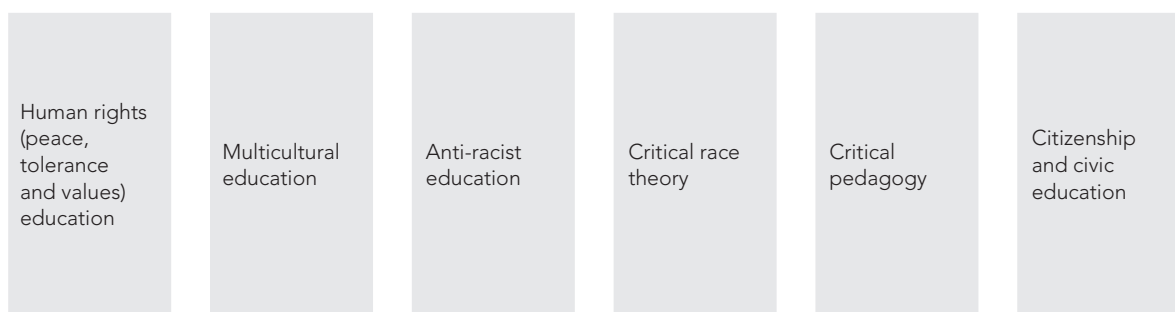 Human rights
(peace,
tolerance
and values)
education
Multicultural
education
Anti-racist
education
Critical race
theory
Critical
pedagogy
Citizenship
and civic
education